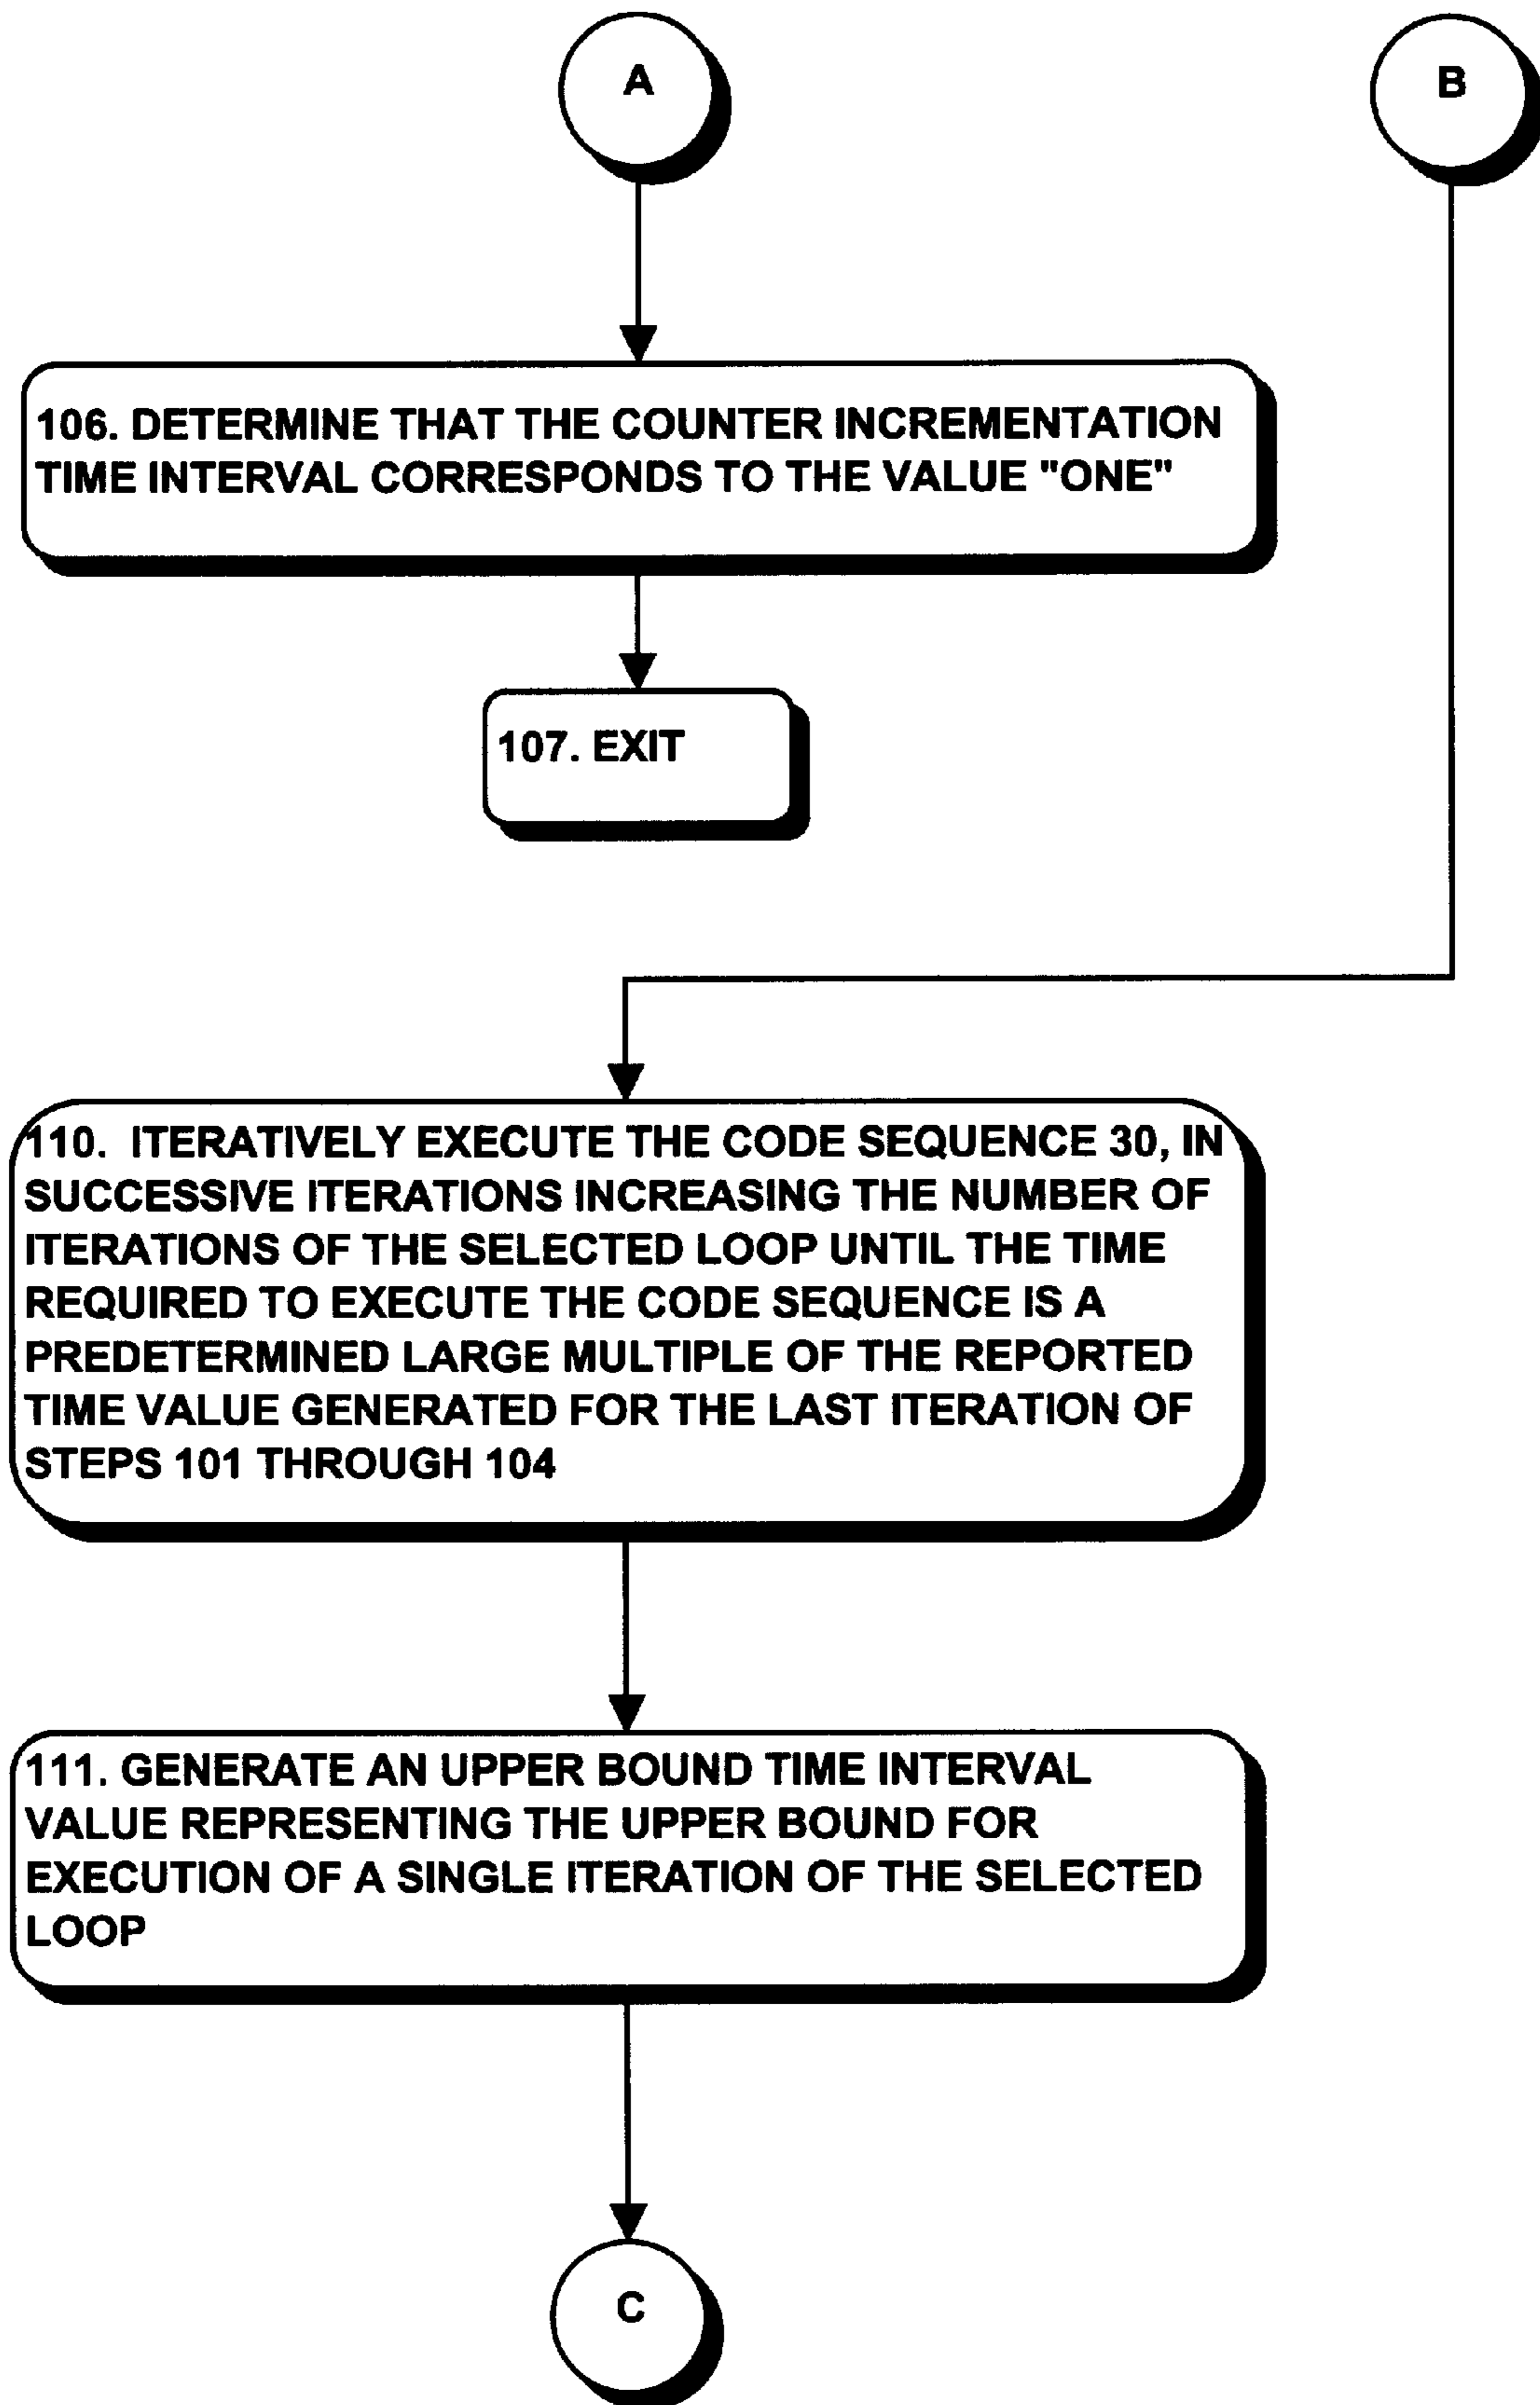 A
B
106. DETERMINE THAT THE COUNTER INCREMENTATION
TIME INTERVAL CORRESPONDS TO THE VALUE "ONE"
107. EXIT
110. ITERATIVELY EXECUTE THE CODE SEQUENCE 30, IN
SUCCESSIVE ITERATIONS INCREASING THE NUMBER OF
ITERATIONS OF THE SELECTED LOOP UNTIL THE TIME
REQUIRED TO EXECUTE THE CODE SEQUENCE IS A
PREDETERMINED LARGE MULTIPLE OF THE REPORTED
TIME VALUE GENERATED FOR THE LAST ITERATION OF
STEPS 101 THROUGH 104
111. GENERATE AN UPPER BOUND TIME INTERVAL
VALUE REPRESENTING THE UPPER BOUND FOR
EXECUTION OF A SINGLE ITERATION OF THE SELECTED
LOOP
C